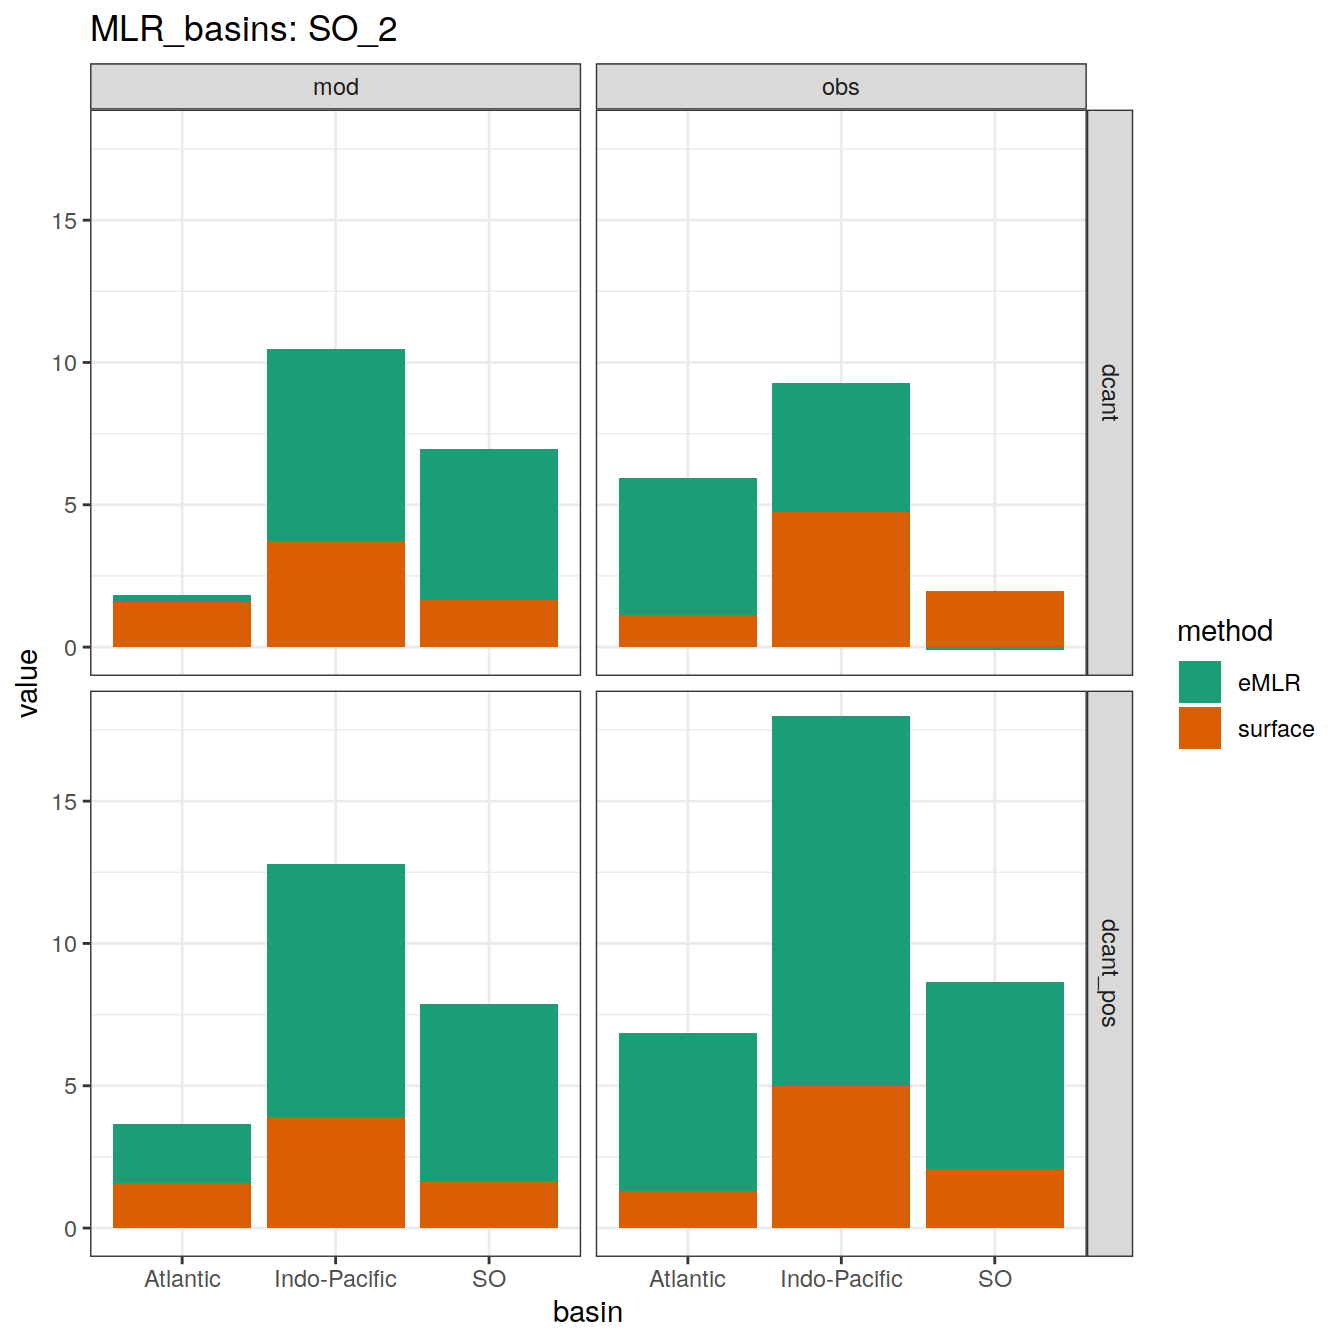 MLR_basins: SO_2
mod
obs
15
10
5
0
dcant
15
10
5
0
dcant_pos
value
Atlantic
Indo-Pacific
SO
Atlantic
Indo-Pacific
SO
basin
method
eMLR
surface